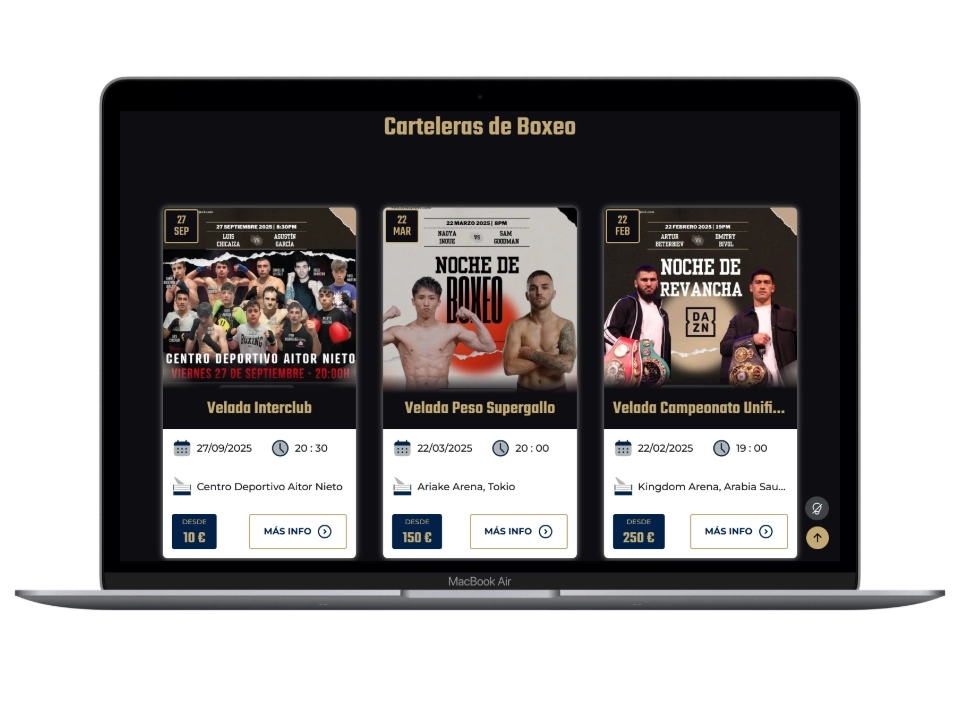 Carteleras de Boxeo
27
SEP
27 SEPTIEMBRE 2025 | 8:30PM
LUIS
CHICAIZA
VS
AGUSTÍN
GARCÍA
BOXING
CENTRO DEPORTIVO AITOR NIETO
VIERNES 27 DE SEPTIEMBRE - 20:00H
Velada Interclub
27/09/2025
20 : 30
Centro Deportivo Aitor Nieto
DESDE
10 €
MÁS INFO
22
MAR
22 MARZO 2025 | 8PM
NAOYA
INOUE
VS
SAM
GOODMAN
NOCHE DE
BOXEO
Velada Peso Supergallo
22/03/2025
20 : 00
Ariake Arena, Tokio
DESDE
150 €
MÁS INFO
22
FEB
22 FEBRERO 2025 | 19PM
ARTUR
BETERBIEV
VS
DMITRY
BIVOL
NOCHE DE
REVANCHA
DA
ZN
Velada Campeonato Unifi...
22/02/2025
19 : 00
Kingdom Arena, Arabia Sau...
DESDE
250 €
MÁS INFO
MacBook Air